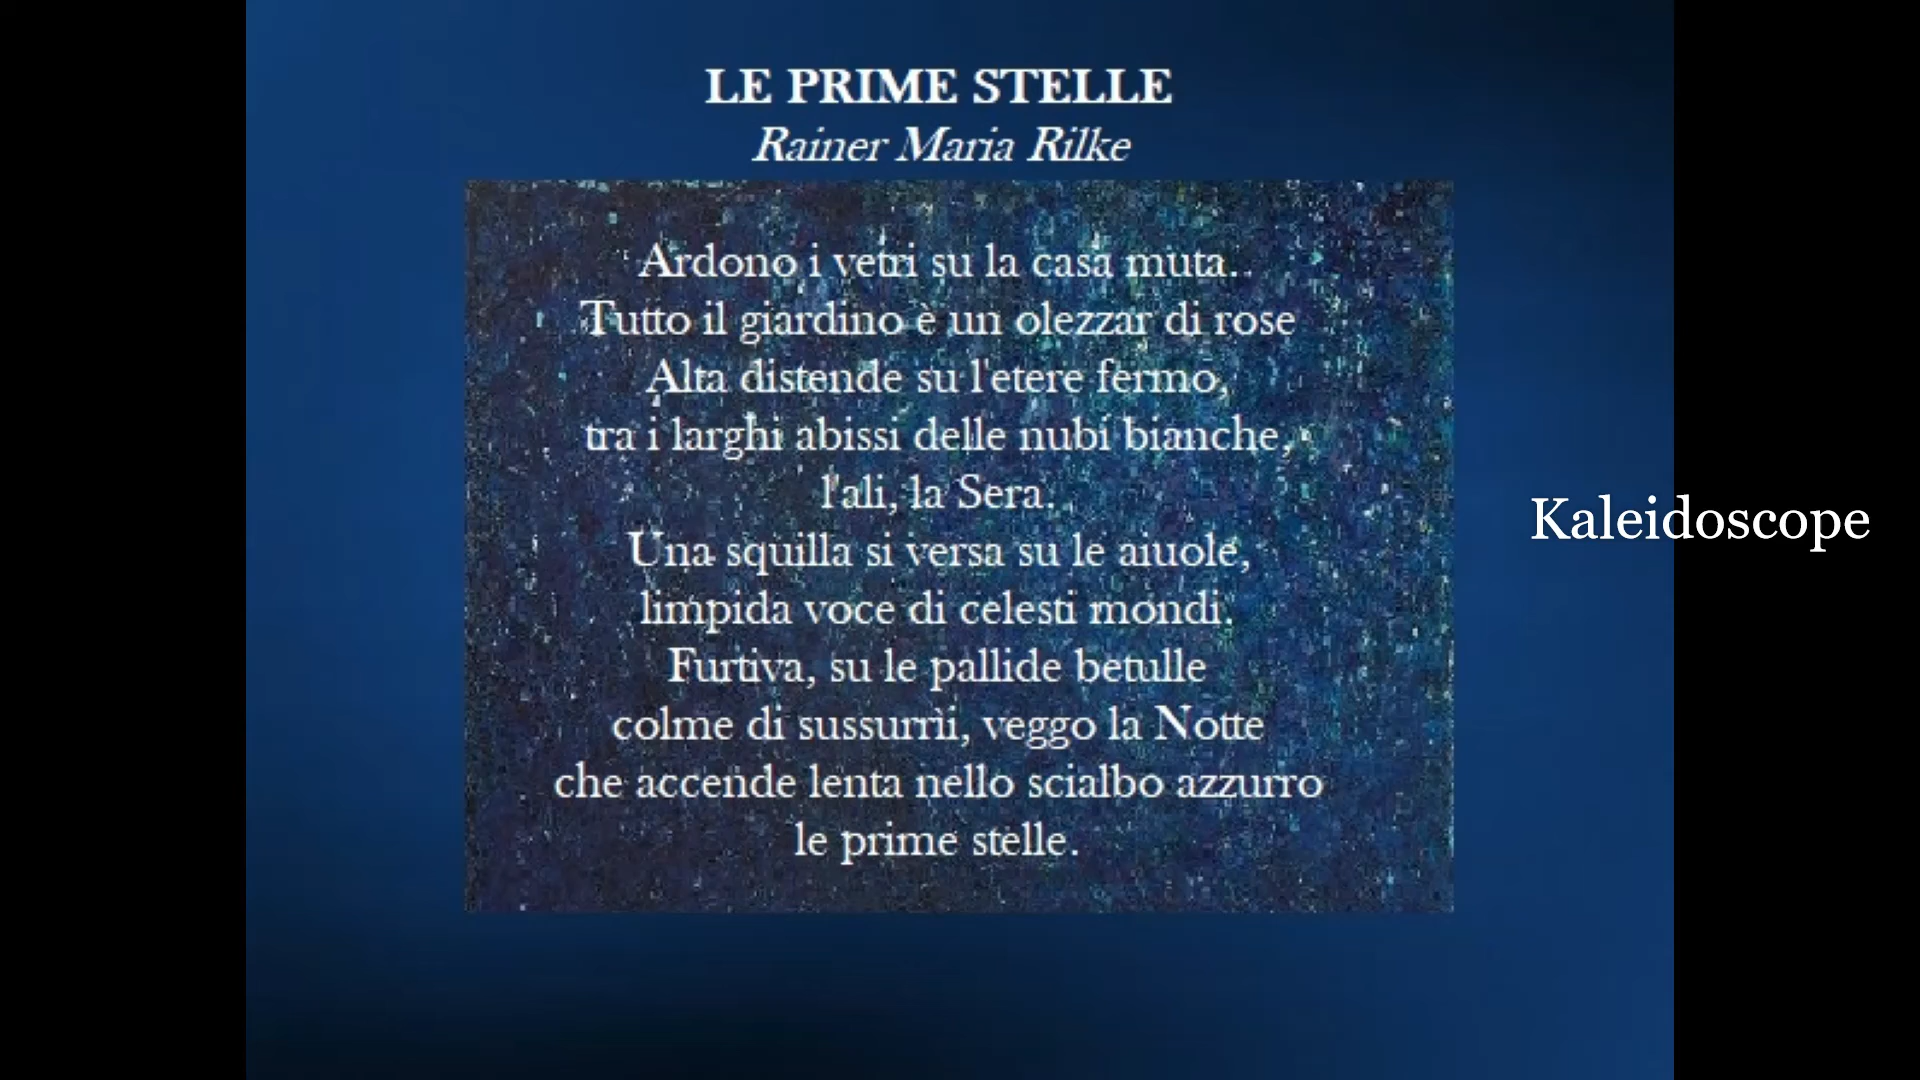 LE PRIME STELLE
Rainer Maria Rilke
Ardono i vetri su la casa muta..
Tutto il giardino è un olezzar di rose
Alta distende su l'etere fermo,
tra i larghi abissi delle nubi bianche,
l'ali, la Sera.
Una squilla si versa su le aiuole,
limpida voce di celesti mondi.
Furtiva, su le pallide betulle
colme di sussurrii, veggo la Notte
che accende lenta nello scialbo azzurro
le prime stelle.
Kaleidoscope